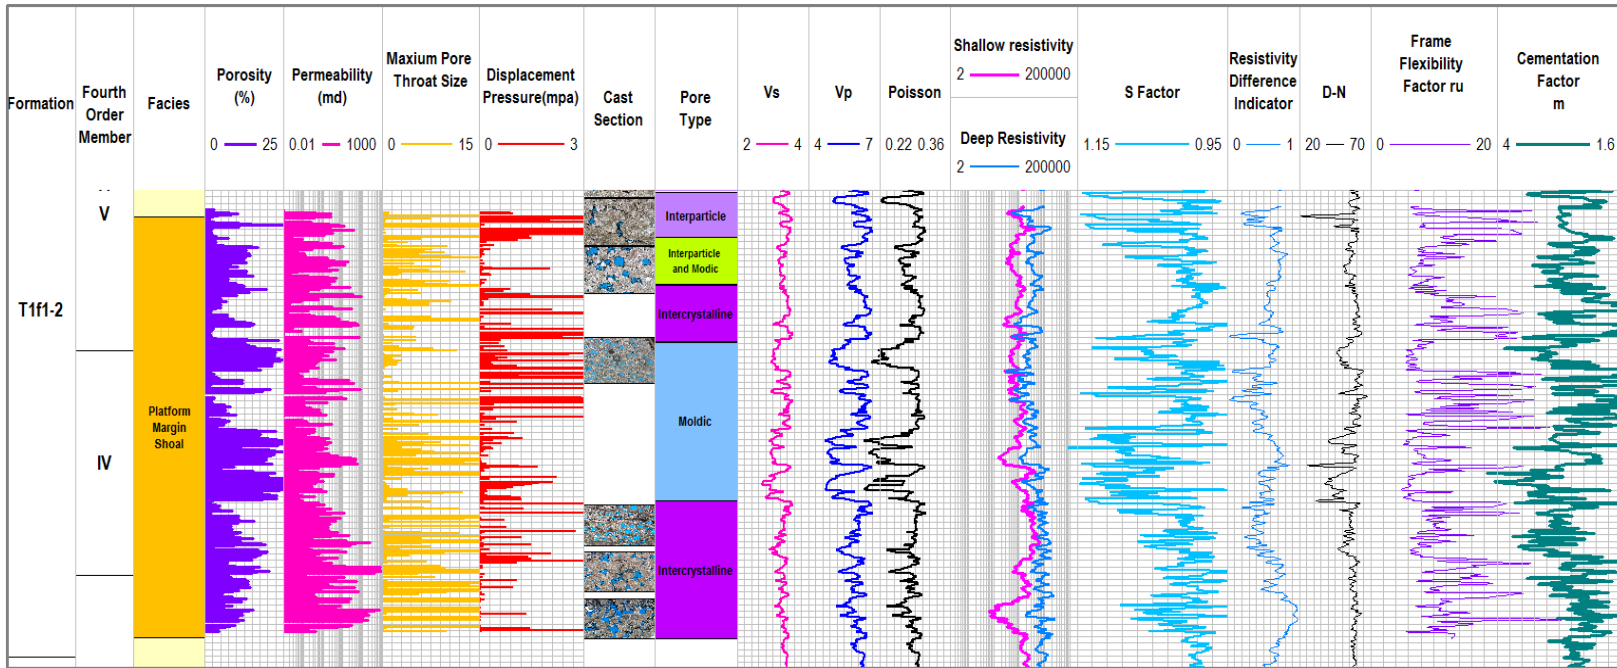 Formation
Fourth
Order
Member
Facies
Porosity
(%)
0 25
Permeability
(md)
0.01 1000
Maxium Pore
Throat Size
0 15
Displacement
Pressure(mpa)
0 3
Cast
Section
Pore
Type
Vs
2 4
Vp
4 7
Poisson
0.22 0.36
Shallow resistivity
2 200000
Deep Resistivity
2 200000
S Factor
1.15 0.95
Resistivity
Difference
Indicator
0 1
D-N
20 70
Frame
Flexibility
Factor ru
0 20
Cementation
Factor
m
4 1.6
T1f1-2
V
IV
Platform
Margin
Shoal
Interparticle
Interparticle
and Modic
Intercrystalline
Moldic
Intercrystalline